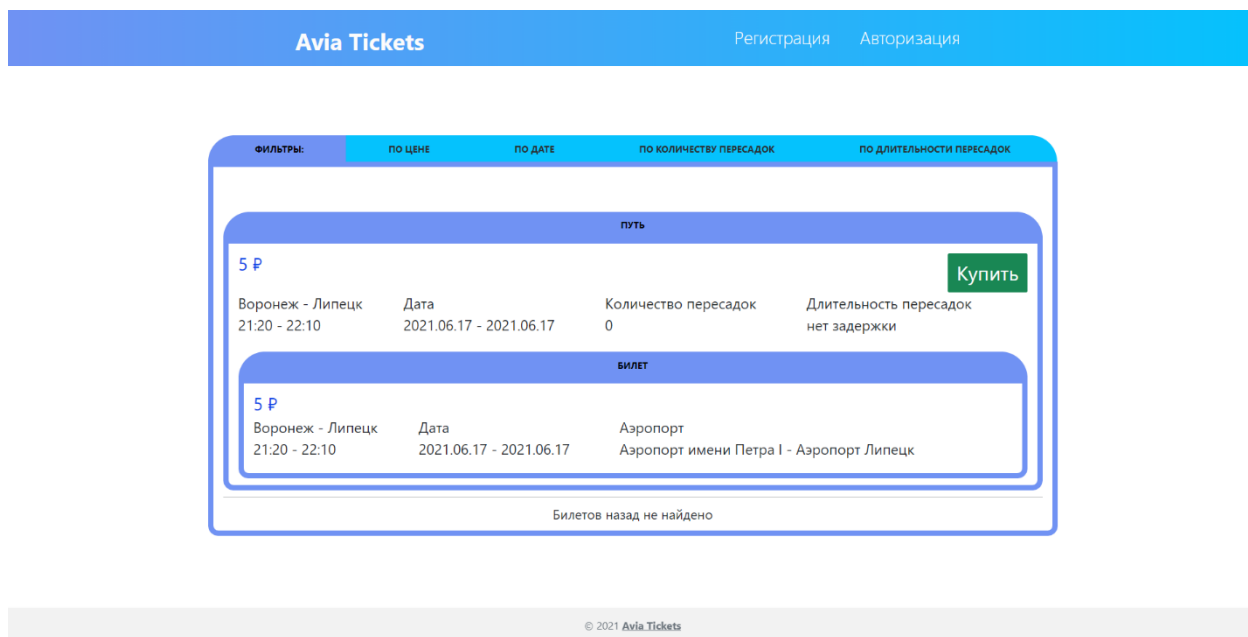 Avia Tickets Регистрация Авторизация
ФИЛЬТРЫ: ПО ЦЕНЕ ПО ДАТЕ ПО КОЛИЧЕСТВУ ПЕРЕСАДОК ПО ДЛИТЕЛЬНОСТИ ПЕРЕСАДОК
ПУТЬ
5 ₽ Купить
Воронеж - Липецк Дата Количество пересадок Длительность пересадок
21:20 - 22:10 2021.06.17 - 2021.06.17 0 нет задержки
БИЛЕТ
5 ₽
Воронеж - Липецк Дата Аэропорт
21:20 - 22:10 2021.06.17 - 2021.06.17 Аэропорт имени Петра I - Аэропорт Липецк
Билетов назад не найдено
© 2021 Avia Tickets